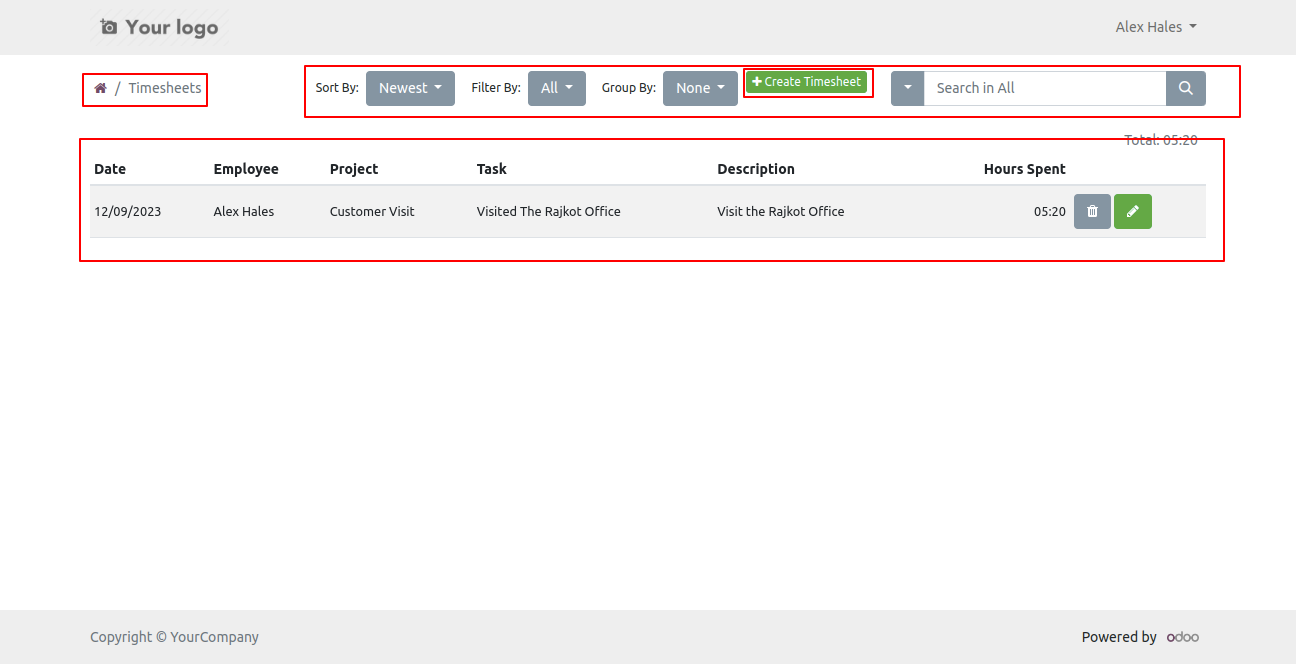 Your logo
Alex Hales
/ Timesheets
Sort By: Newest Filter By: All Group By: None Create Timesheet Search in All
Total: 05:20
Date Employee Project Task Description Hours Spent
12/09/2023 Alex Hales Customer Visit Visited The Rajkot Office Visit the Rajkot Office 05:20
Copyright © YourCompany
Powered by odoo